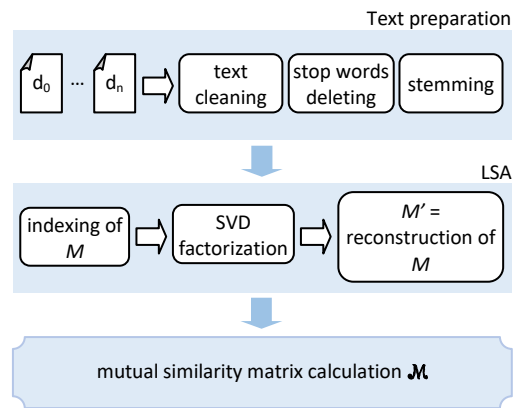 Text preparation
d₀ ... dₙ
text
cleaning
stop words
deleting
stemming
LSA
indexing of
M
SVD
factorization
M' =
reconstruction of
M
mutual similarity matrix calculation ℳ